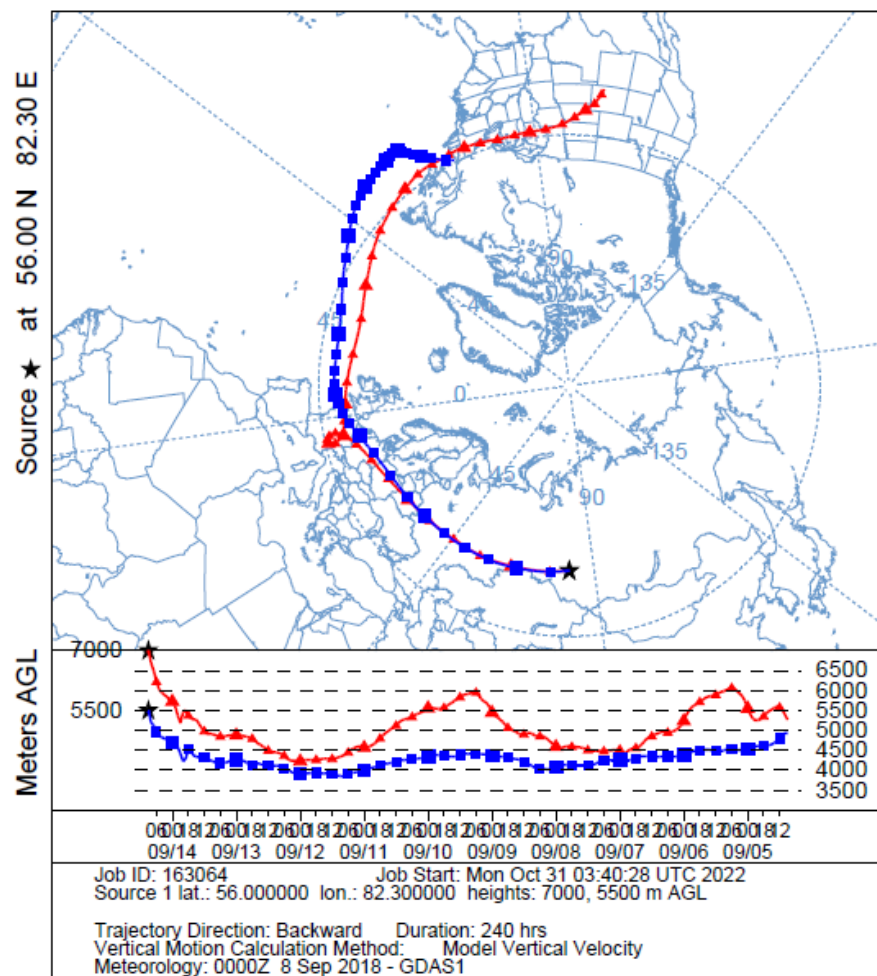 Source ★ at 56.00 N 82.30 E
90
-135
45
0
-135
-45
90
Meters AGL
7000
5500
6500
6000
5500
5000
4500
4000
3500
09/14 09/13 09/12 09/11 09/10 09/09 09/08 09/07 09/06 09/05
Job ID: 163064 Job Start: Mon Oct 31 03:40:28 UTC 2022
Source 1 lat.: 56.000000 lon.: 82.300000 heights: 7000, 5500 m AGL
Trajectory Direction: Backward Duration: 240 hrs
Vertical Motion Calculation Method: Model Vertical Velocity
Meteorology: 0000Z 8 Sep 2018 - GDAS1